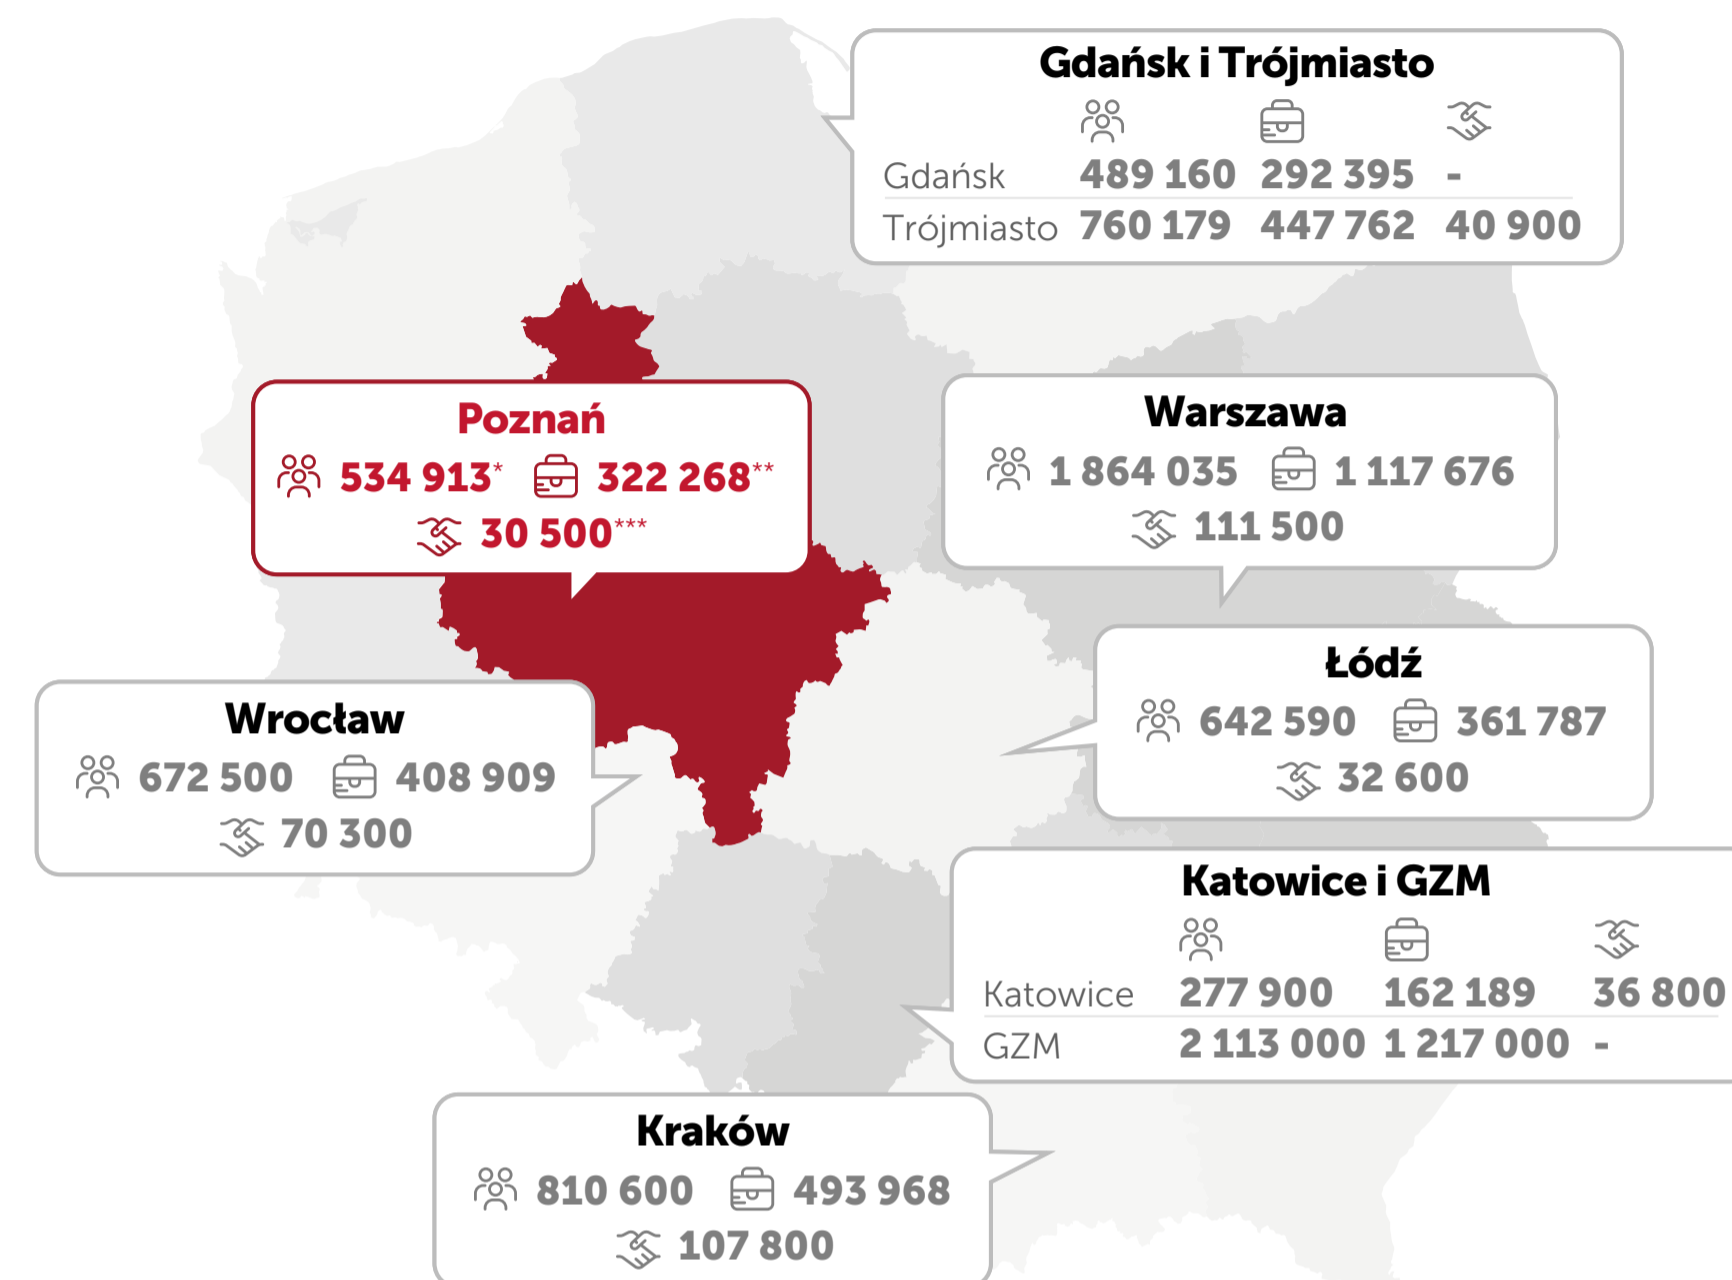 Gdańsk i Trójmiasto
Gdańsk 489 160 292 395 -
Trójmiasto 760 179 447 762 40 900
Poznań
534 913* 322 268**
30 500***
Warszawa
1 864 035 1 117 676
111 500
Łódź
642 590 361 787
32 600
Wrocław
672 500 408 909
70 300
Katowice i GZM
Katowice 277 900 162 189 36 800
GZM 2 113 000 1 217 000 -
Kraków
810 600 493 968
107 800